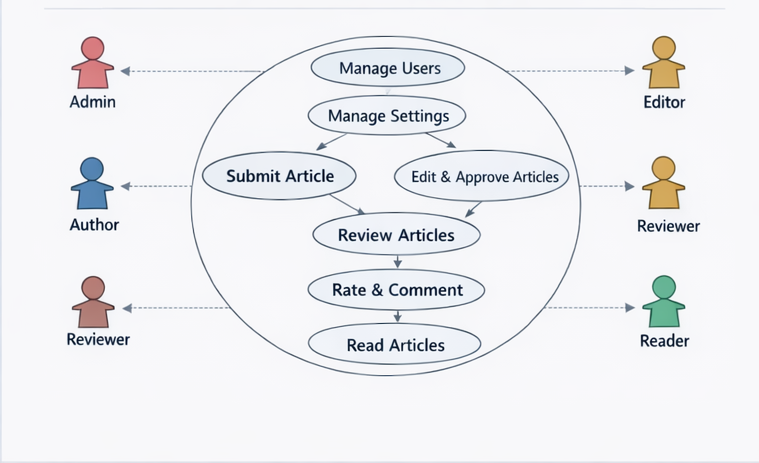 Manage Users
Admin
Editor
Manage Settings
Submit Article
Edit & Approve Articles
Author
Reviewer
Review Articles
Rate & Comment
Reviewer
Reader
Read Articles